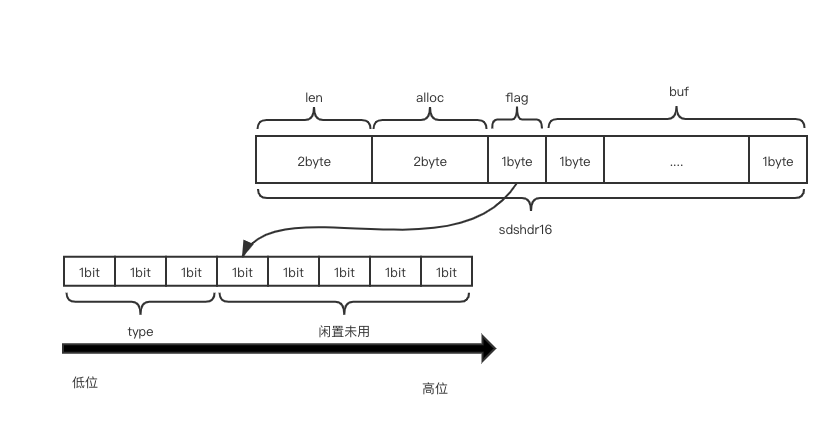 len alloc flag buf
2byte 2byte 1byte 1byte .... 1byte
sdshdr16
1bit 1bit 1bit 1bit 1bit 1bit 1bit 1bit
type 闲置未用
低位 高位